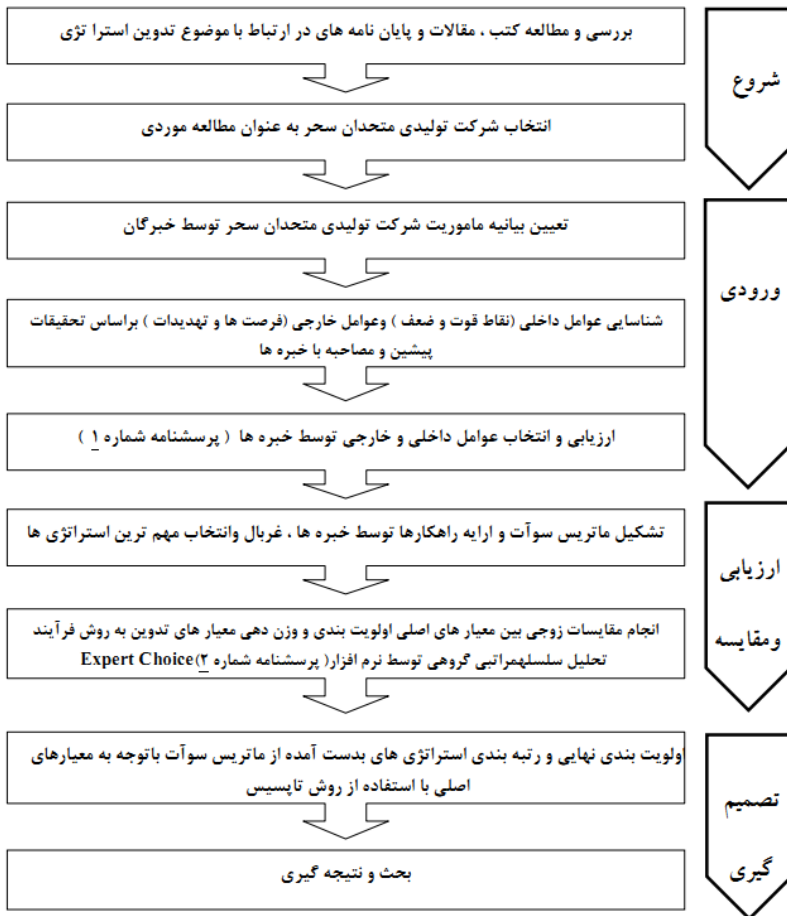 بررسی و مطالعه کتب ، مقالات و پایان نامه های در ارتباط با موضوع تدوین استرا تژی
شروع
انتخاب شرکت تولیدی متحدان سحر به عنوان مطالعه موردی
تعیین بیانیه ماموریت شرکت تولیدی متحدان سحر توسط خبرگان
ورودی
شناسایی عوامل داخلی (نقاط قوت و ضعف ) وعوامل خارجی (فرصت ها و تهدیدات ) براساس تحقیقات
پیشین و مصاحبه با خبره ها
ارزیابی و انتخاب عوامل داخلی و خارجی توسط خبره ها ( پرسشنامه شماره ۱ )
تشکیل ماتریس سوآت و ارایه راهکارها توسط خبره ها ، غربال وانتخاب مهم ترین استراتژی ها
ارزیابی
ومقایسه
انجام مقایسات زوجی بین معیار های اصلی اولویت بندی و وزن دهی معیار های تدوین به روش فرآیند
تحلیل سلسلهمراتبی گروهی توسط نرم افزار( پرسشنامه شماره ۲)Expert Choice
اولویت بندی نهایی و رتبه بندی استراتژی های بدست آمده از ماتریس سوآت باتوجه به معیارهای
اصلی با استفاده از روش تاپسیس
تصمیم
گیری
بحث و نتیجه گیری